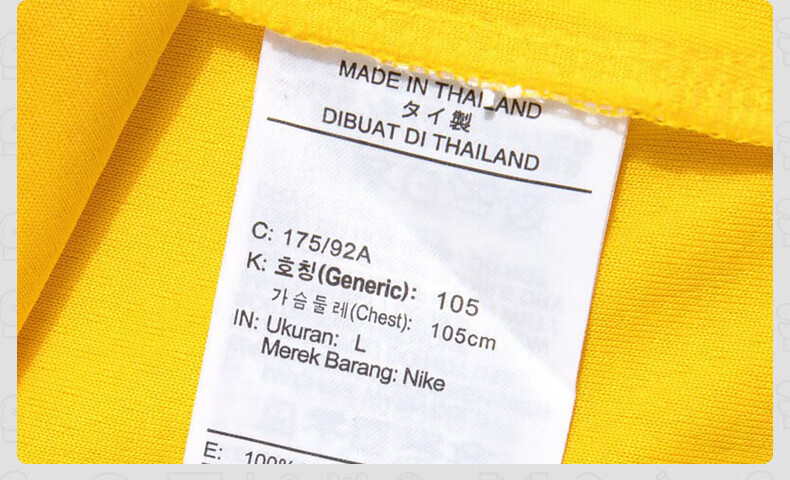 MADE IN THAILAND
タイ製
DIBUAT DI THAILAND
C: 175/92A
K: 호칭(Generic): 105
가슴둘레(Chest): 105cm
IN: Ukuran: L
Merek Barang: Nike
E: 100%